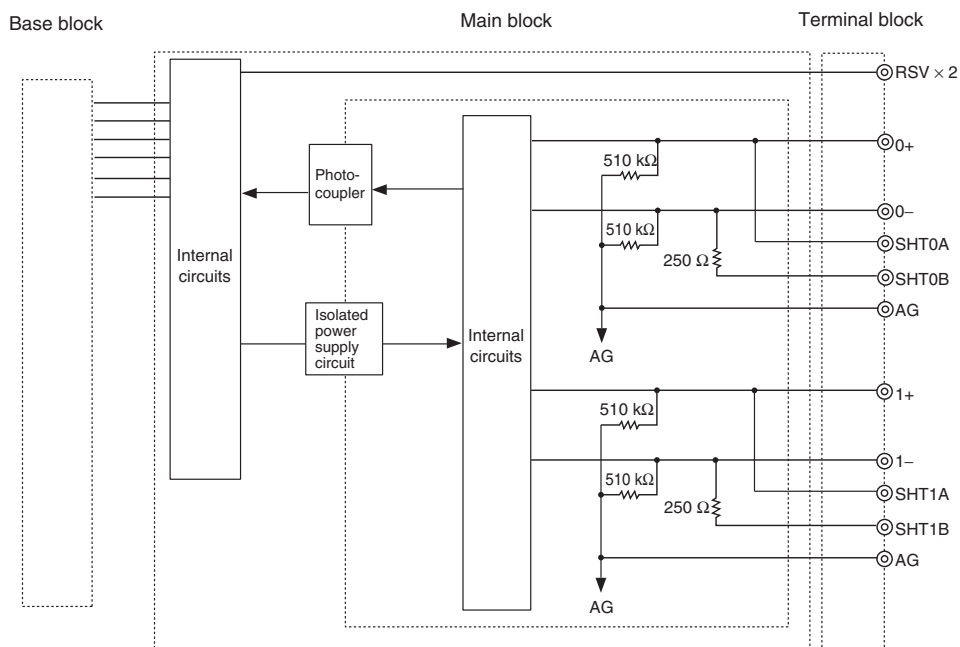 Base block
Main block
Terminal block
RSV × 2
0+
510 kΩ
Photo-
coupler
0−
510 kΩ
SHT0A
Internal
circuits
250 Ω
SHT0B
Isolated
power
supply
circuit
AG
Internal
circuits
AG
1+
510 kΩ
1−
510 kΩ
SHT1A
250 Ω
SHT1B
AG
AG